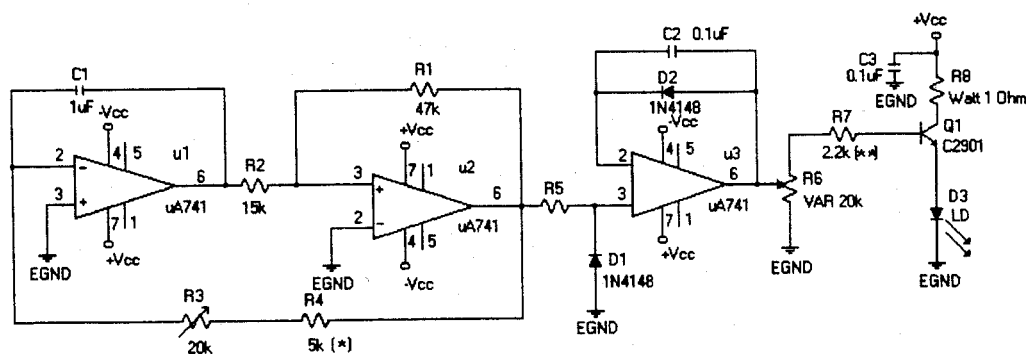 C1
1uF
-Vcc
2
4
5
u1
6
3
uA741
7
1
+Vcc
EGND
R2
15k
R1
47k
+Vcc
7
1
u2
3
6
2
uA741
4
5
-Vcc
EGND
R3
20k
R4
5k (*)
R5
D1
1N4148
EGND
C2 0.1uF
D2
1N4148
-Vcc
4
5
u3
2
6
3
uA741
7
1
+Vcc
R6
VAR 20k
EGND
R7
2.2k (**)
+Vcc
C3
0.1uF
EGND
R8
Watt 1 Ohm
Q1
C2901
D3
LD
EGND